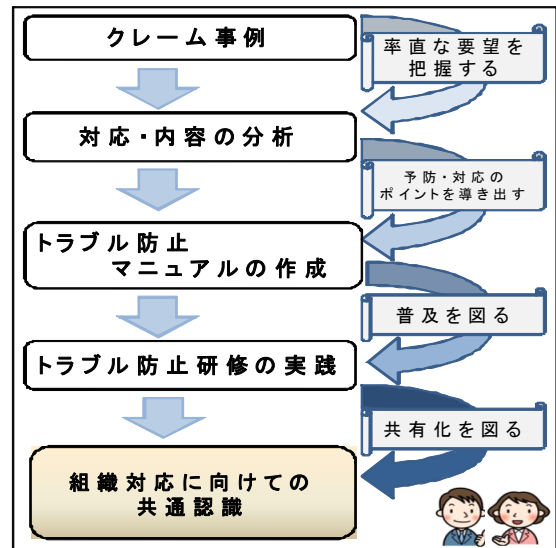 クレーム事例
率直な要望を
把握する
対応・内容の分析
予防・対応の
ポイントを導き出す
トラブル防止
マニュアルの作成
普及を図る
トラブル防止研修の実践
共有化を図る
組織対応に向けての
共通認識